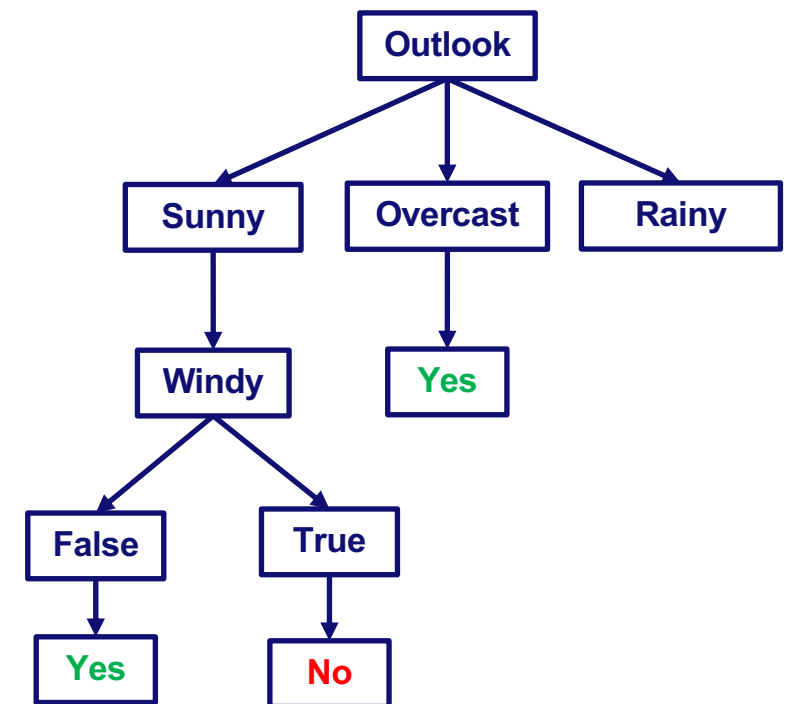 Outlook
Sunny
Overcast
Rainy
Windy
Yes
False
True
Yes
No